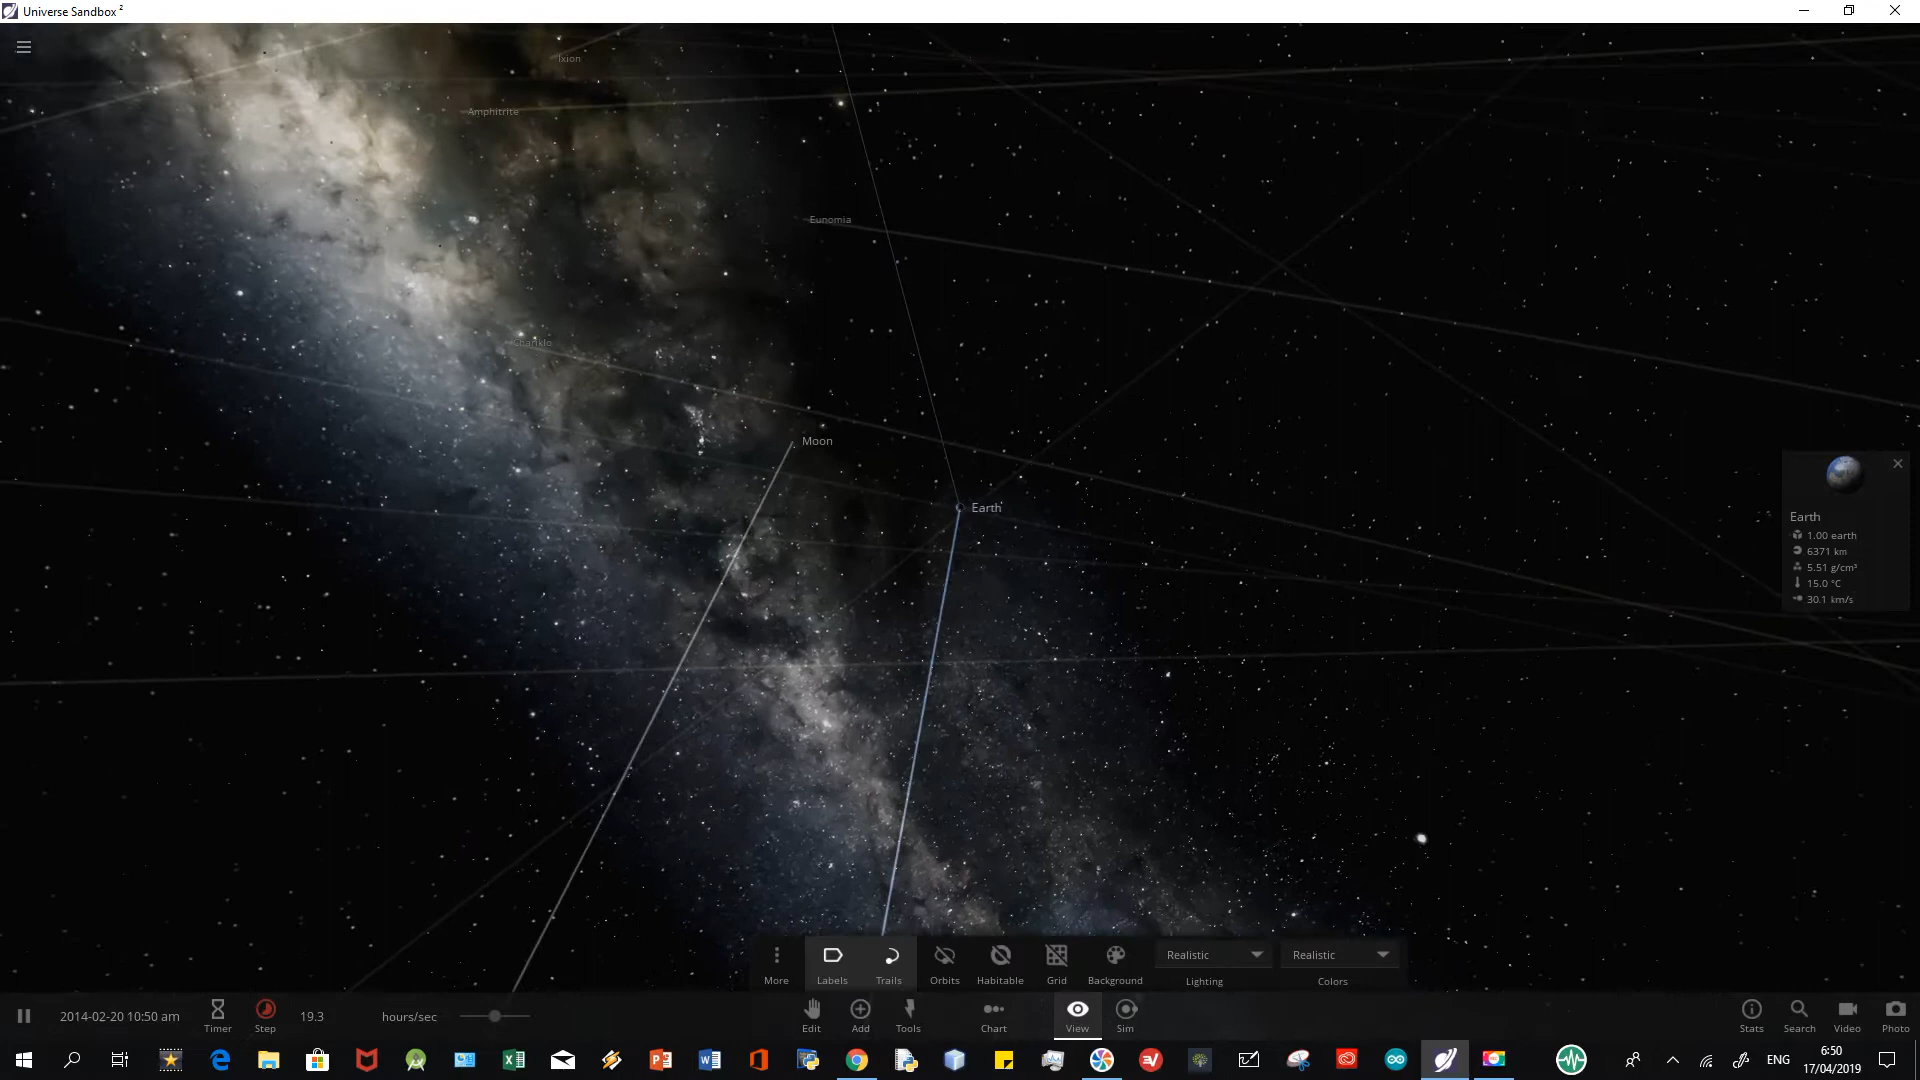 Universe Sandbox ²
Ixion
Amphitrite
Eunomia
Moon
Earth
Earth
1.00 earth
6371 km
5.51 g/cm³
15.0 °C
30.1 km/s
More
Labels
Trails
Orbits
Habitable
Grid
Background
Realistic
Lighting
Realistic
Colors
2014-02-20 10:50 am
Timer
Step
19.3
hours/sec
Edit
Add
Tools
Chart
View
Sim
Stats
Search
Video
Photo
ENG
6:50
17/04/2019